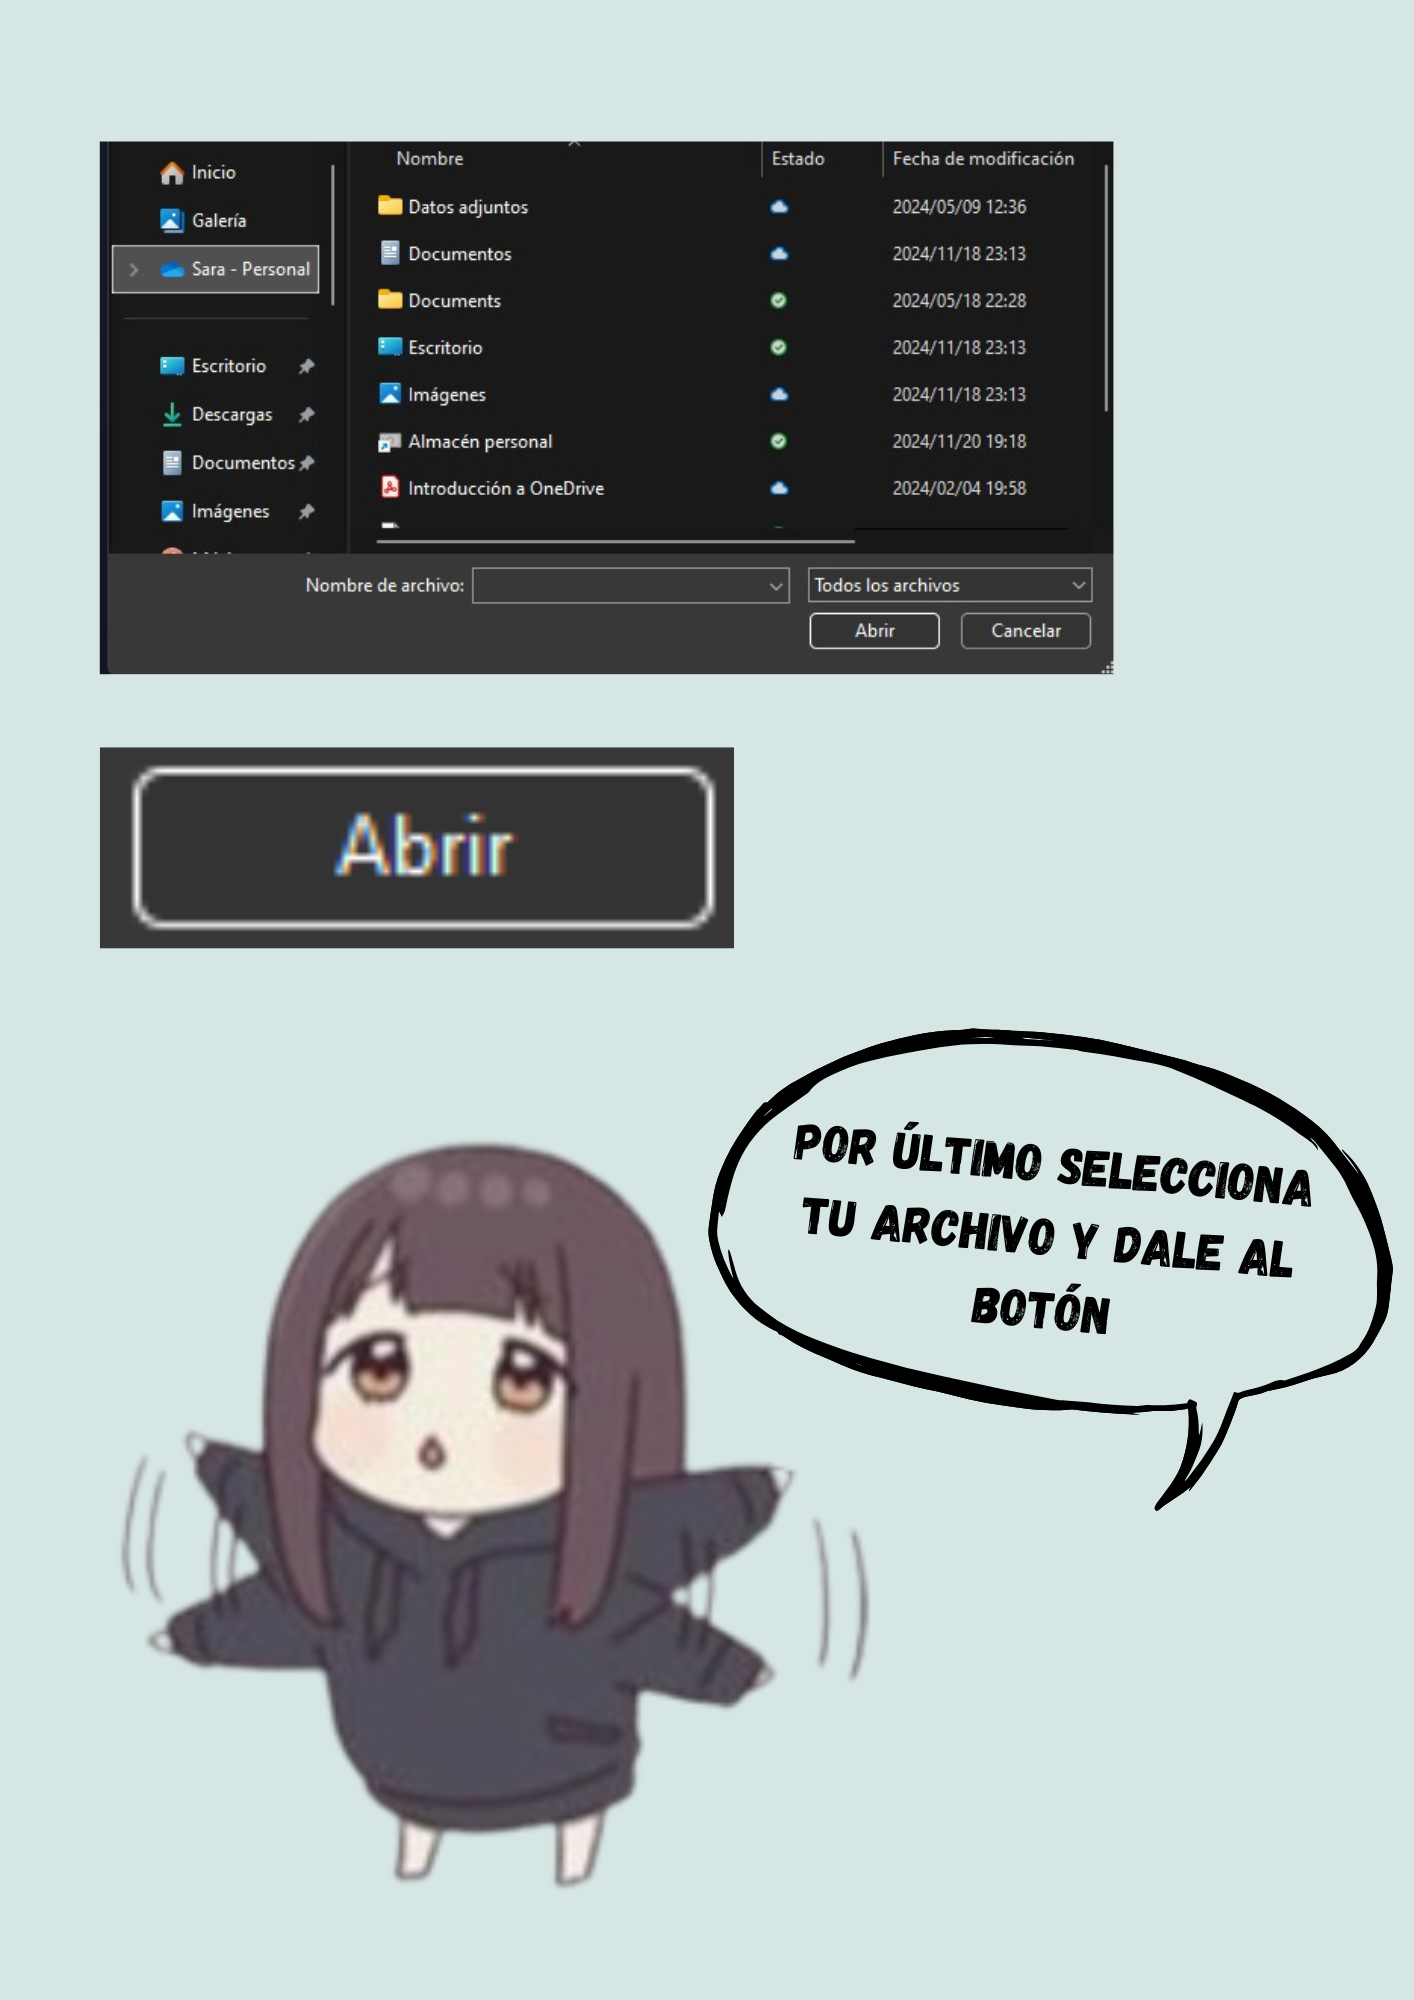 Inicio
Galería
Sara - Personal
Escritorio
Descargas
Documentos
Imágenes
Nombre Estado Fecha de modificación
Datos adjuntos 2024/05/09 12:36
Documentos 2024/11/18 23:13
Documents 2024/05/18 22:28
Escritorio 2024/11/18 23:13
Imágenes 2024/11/18 23:13
Almacén personal 2024/11/20 19:18
Introducción a OneDrive 2024/02/04 19:58
Nombre de archivo: Todos los archivos
Abrir Cancelar
Abrir
POR ÚLTIMO SELECCIONA
TU ARCHIVO Y DALE AL
BOTÓN